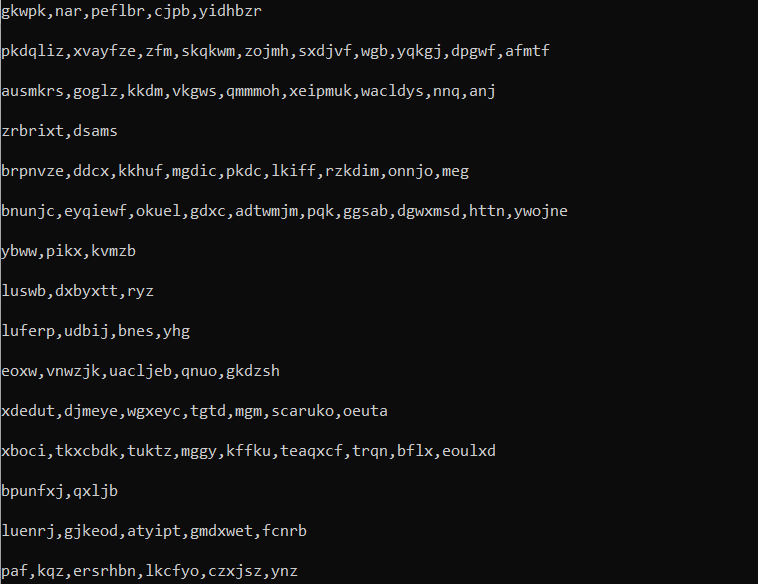 gkwpk,nar,peflbr,cjpb,yidhbzr
pkdqliz,xvayfze,zfm,skqkwm,zojmh,sxdjvf,wgb,yqkgj,dpgwf,afmtf
ausmkrs,goglz,kkdm,vkgws,qmmmoh,xeipmuk,wacldys,nnq,anj
zrbrixt,dsams
brpnvze,ddcx,kkhuf,mgdic,pkdc,lkiff,rzkdim,onnjo,meg
bnunjc,eyqiewf,okuel,gdxc,adtwmjm,pqk,ggsab,dgwxmsd,httn,ywojne
ybww,pikx,kvmzb
luswb,dxbyxtt,ryz
luferp,udbij,bnes,yhg
eoxw,vnwzjk,uacljeb,qnuo,gkdzsh
xdedut,djmeye,wgxeyc,tgtd,mgm,scaruko,oeuta
xboci,tkxcbdk,tuktz,mggy,kffku,teaqxcf,trqn,bflx,eoulxd
bpunfxj,qxljb
luenrj,gjkeod,atyipt,gmdxwet,fcnrb
paf,kqz,ersrhbn,lkcfyo,czxjsz,ynz